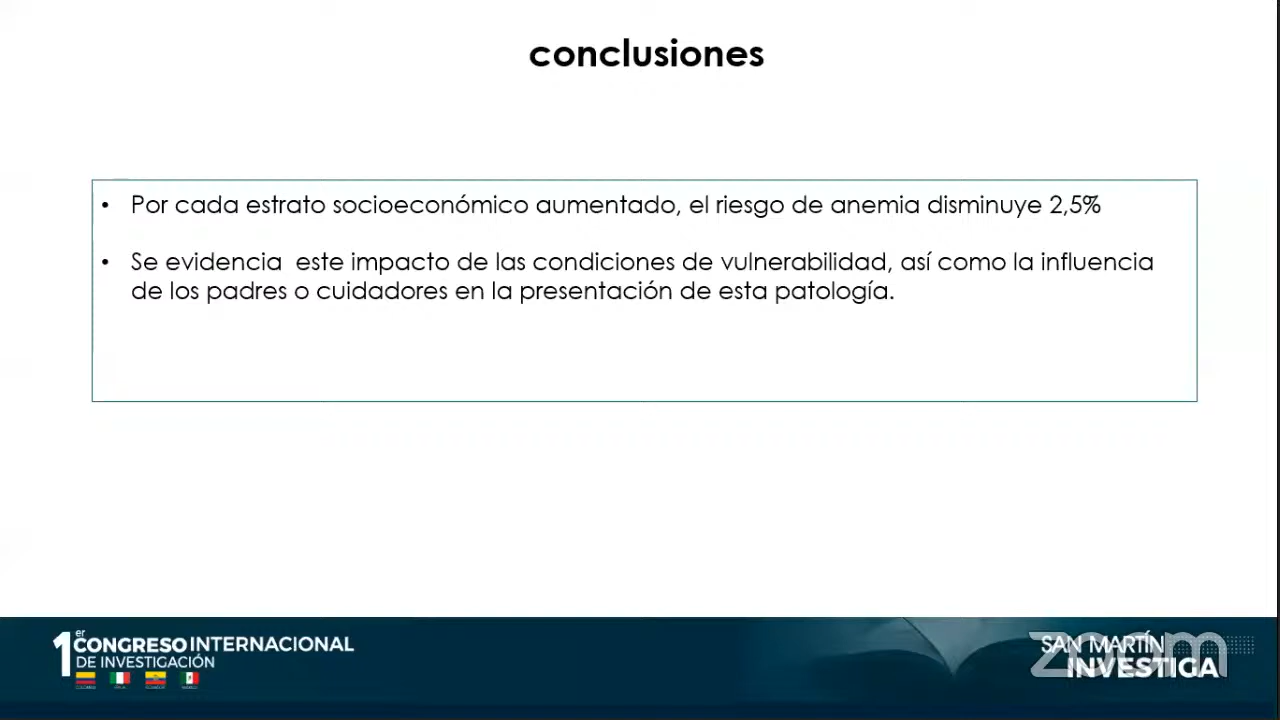 conclusiones
• Por cada estrato socioeconómico aumentado, el riesgo de anemia disminuye 2,5%
• Se evidencia este impacto de las condiciones de vulnerabilidad, así como la influencia
de los padres o cuidadores en la presentación de esta patología.
1er CONGRESO INTERNACIONAL
DE INVESTIGACIÓN
SAN MARTÍN
zoom
INVESTIGA